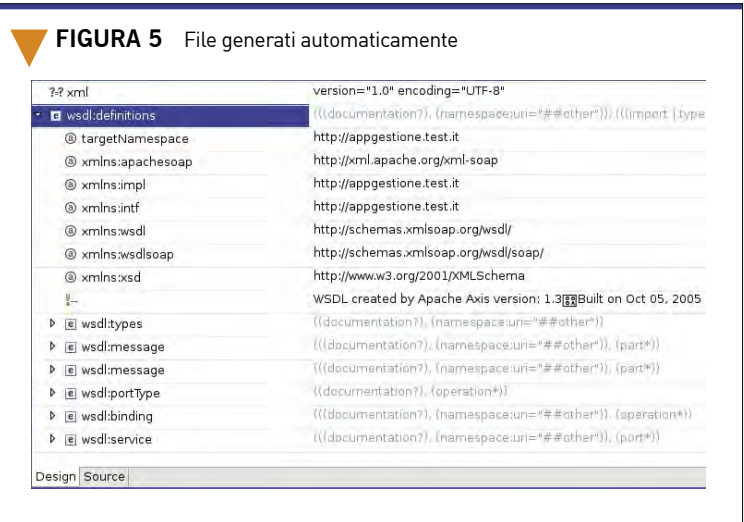 FIGURA 5 File generati automaticamente
?=? xml version="1.0" encoding="UTF-8"
e wsdl:definitions (((documentation?), (namespace:uri="##other")), (((import | type
@ targetNamespace http://appgestione.test.it
@ xmlns:apachesoap http://xml.apache.org/xml-soap
@ xmlns:impl http://appgestione.test.it
@ xmlns:intf http://appgestione.test.it
@ xmlns:wsdl http://schemas.xmlsoap.org/wsdl/
@ xmlns:wsdlsoap http://schemas.xmlsoap.org/wsdl/soap/
@ xmlns:xsd http://www.w3.org/2001/XMLSchema
!-- WSDL created by Apache Axis version: 1.3 Built on Oct 05, 2005
e wsdl:types ((documentation?), (namespace:uri="##other"))
e wsdl:message (((documentation?), (namespace:uri="##other")), (part*))
e wsdl:message (((documentation?), (namespace:uri="##other")), (part*))
e wsdl:portType ((documentation?), (operation*))
e wsdl:binding (((documentation?), (namespace:uri="##other")), (operation*))
e wsdl:service (((documentation?), (namespace:uri="##other")), (port*))
Design Source